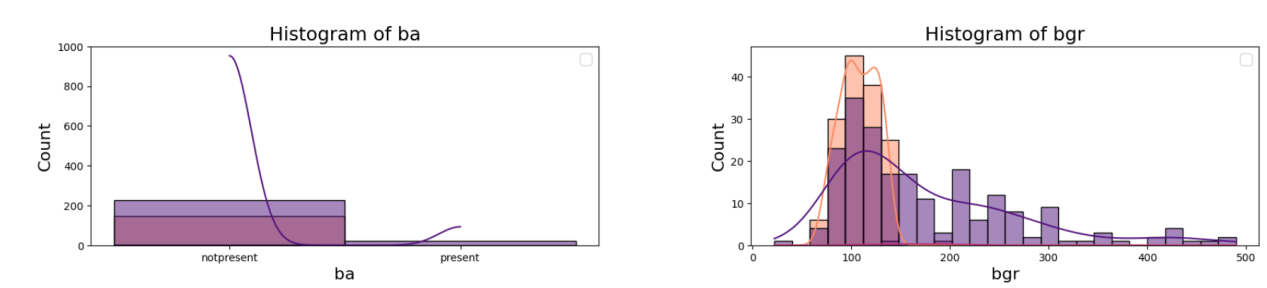 Histogram of ba
Count
1000
800
600
400
200
0
notpresent present
ba
Histogram of bgr
Count
40
30
20
10
0
0 100 200 300 400 500
bgr